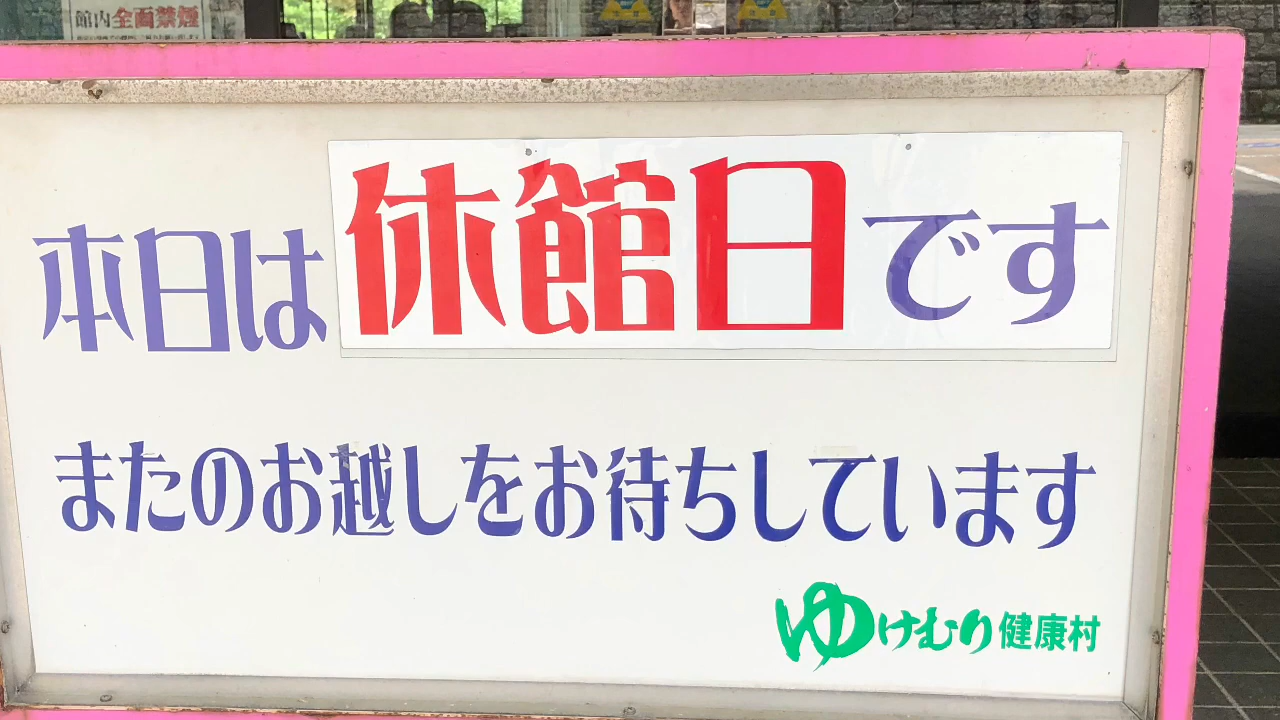 館内全面禁煙
本日は休館日です
またのお越しをお待ちしています
ゆけむり健康村